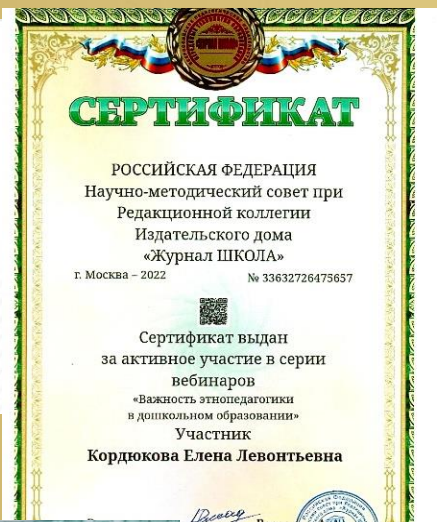 СЕРТИФИКАТ
РОССИЙСКАЯ ФЕДЕРАЦИЯ
Научно-методический совет при
Редакционной коллегии
Издательского дома
«Журнал ШКОЛА»
г. Москва – 2022 № 33632726475657
Сертификат выдан
за активное участие в серии
вебинаров
«Важность этнопедагогики
в дошкольном образовании»
Участник
Кордюкова Елена Левонтьевна